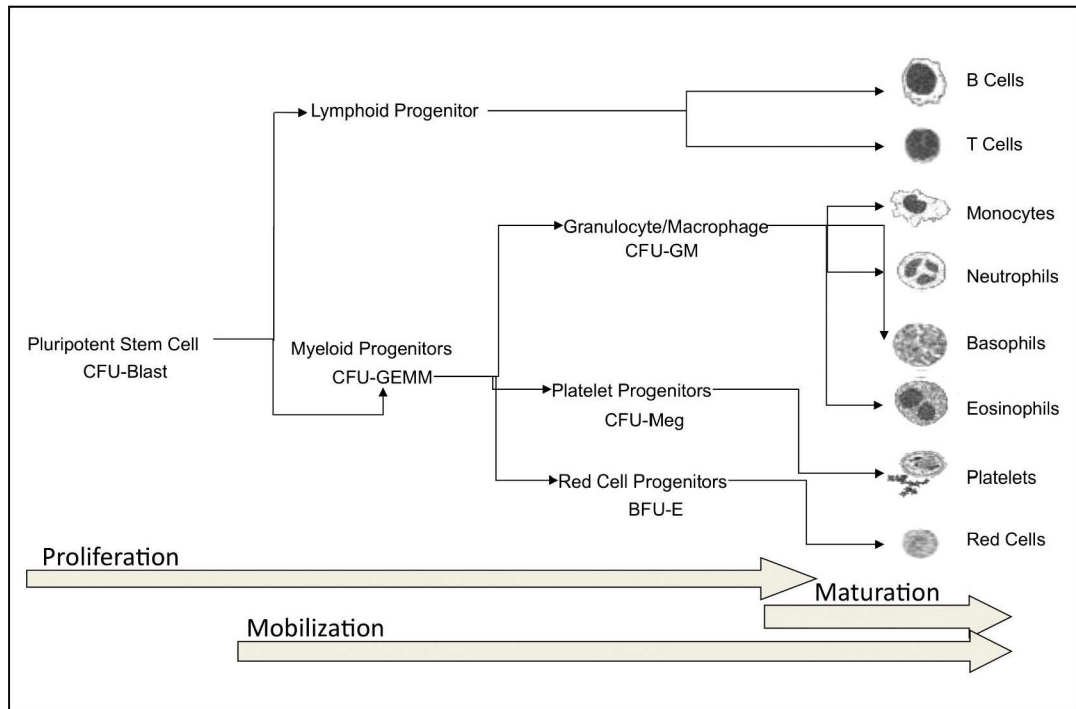 B Cells
Lymphoid Progenitor
T Cells
Monocytes
Granulocyte/Macrophage
CFU-GM
Neutrophils
Pluripotent Stem Cell
CFU-Blast
Myeloid Progenitors
CFU-GEMM
Basophils
Platelet Progenitors
CFU-Meg
Eosinophils
Red Cell Progenitors
BFU-E
Platelets
Red Cells
Proliferation
Maturation
Mobilization